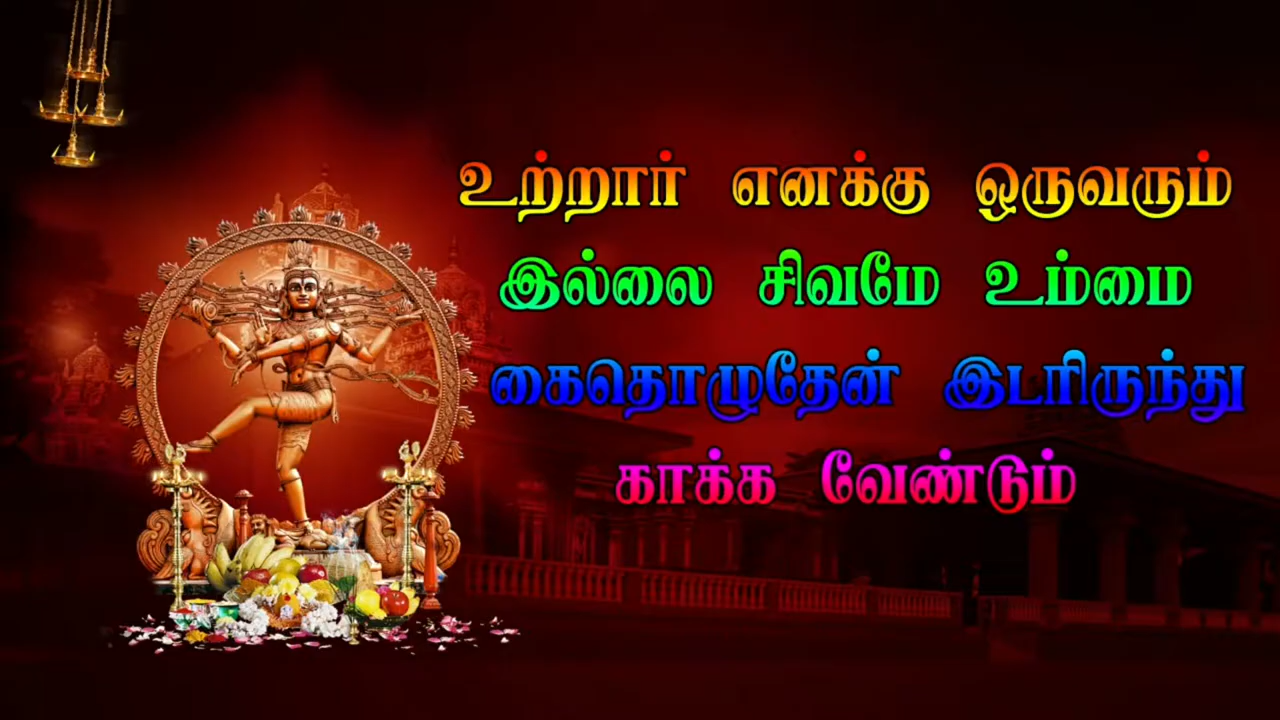 உற்றார் எனக்கு ஒருவரும்
இல்லை சிவமே உம்மை
கைதொழுதேன் இடரிருந்து
காக்க வேண்டும்